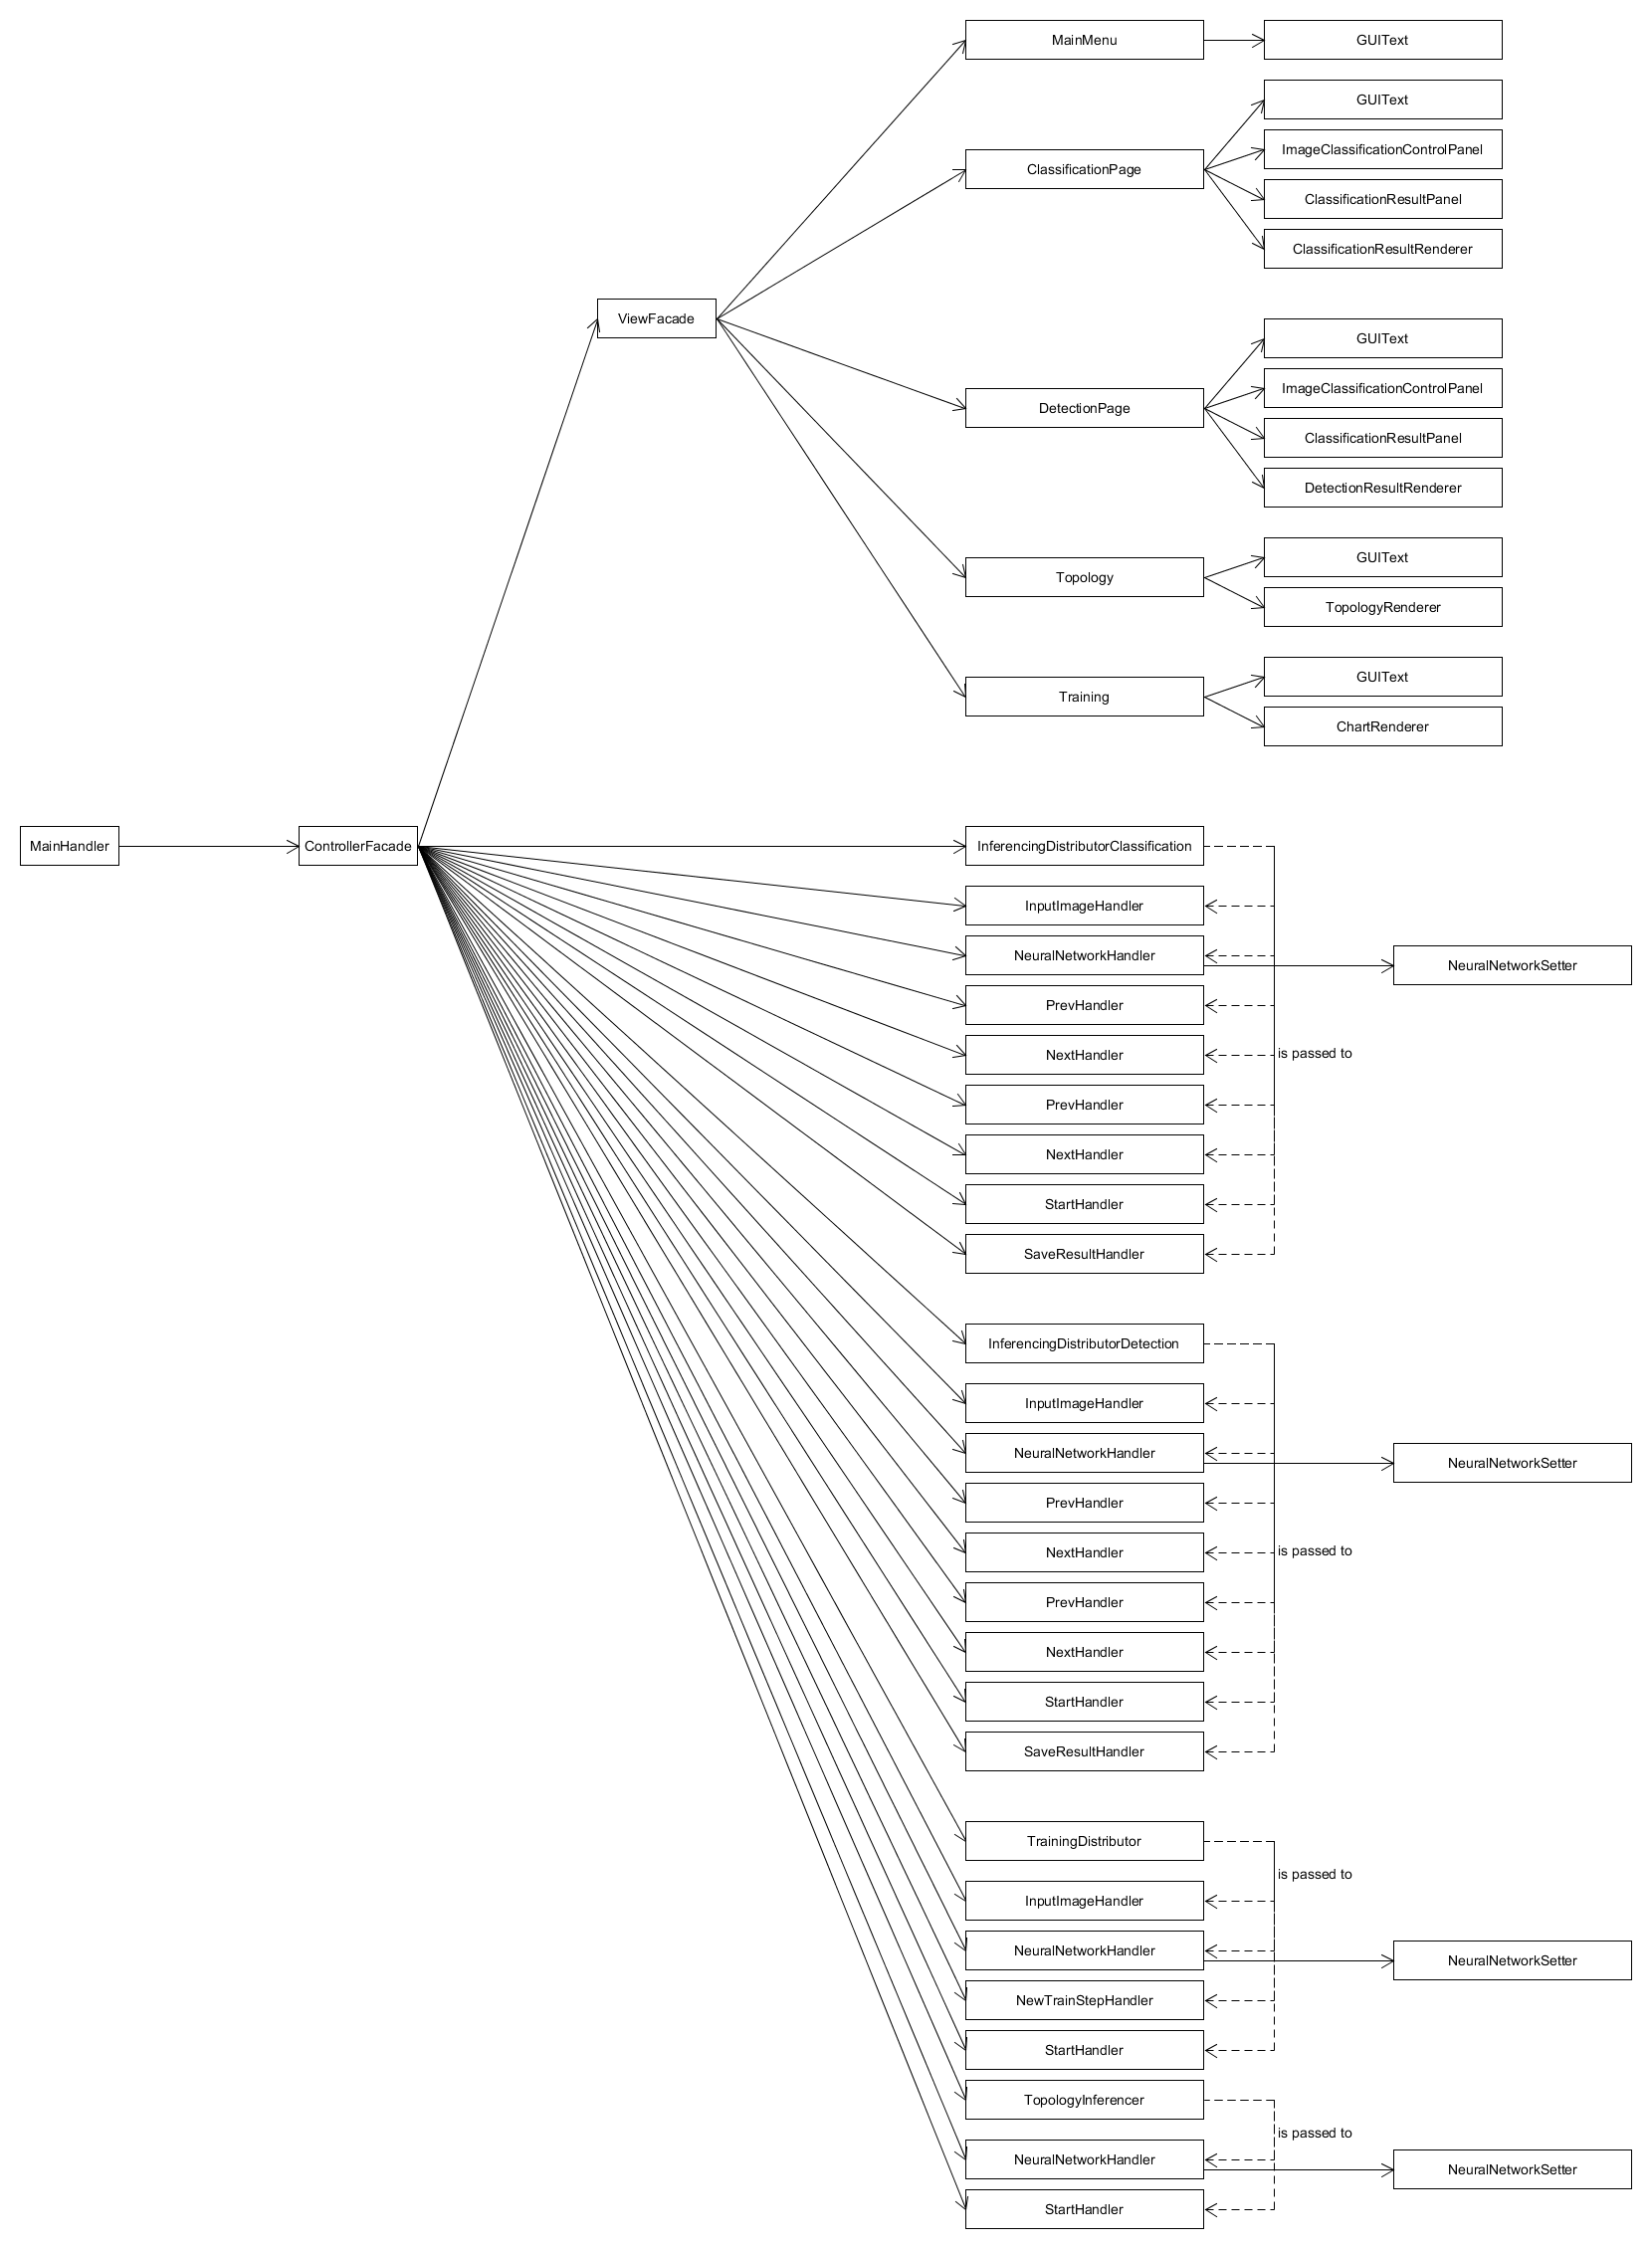 MainMenu
GUIText
GUIText
ImageClassificationControlPanel
ClassificationPage
ClassificationResultPanel
ClassificationResultRenderer
ViewFacade
GUIText
ImageClassificationControlPanel
DetectionPage
ClassificationResultPanel
DetectionResultRenderer
GUIText
Topology
TopologyRenderer
GUIText
Training
ChartRenderer
MainHandler
ControllerFacade
InferencingDistributorClassification
InputImageHandler
NeuralNetworkHandler
NeuralNetworkSetter
PrevHandler
NextHandler
is passed to
PrevHandler
NextHandler
StartHandler
SaveResultHandler
InferencingDistributorDetection
InputImageHandler
NeuralNetworkHandler
NeuralNetworkSetter
PrevHandler
NextHandler
is passed to
PrevHandler
NextHandler
StartHandler
SaveResultHandler
TrainingDistributor
is passed to
InputImageHandler
NeuralNetworkHandler
NeuralNetworkSetter
NewTrainStepHandler
StartHandler
TopologyInferencer
is passed to
NeuralNetworkHandler
NeuralNetworkSetter
StartHandler